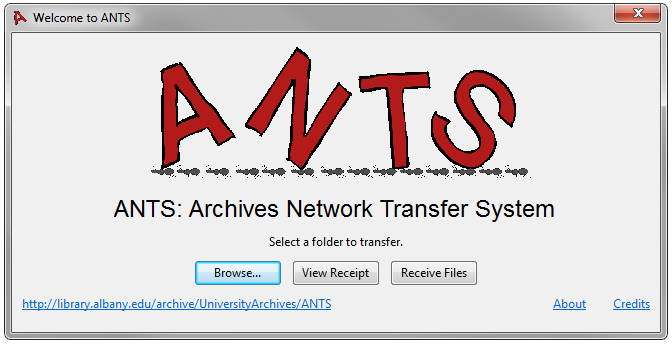 Welcome to ANTS
ANTS
ANTS: Archives Network Transfer System
Select a folder to transfer.
Browse... View Receipt Receive Files
http://library.albany.edu/archive/UniversityArchives/ANTS About Credits